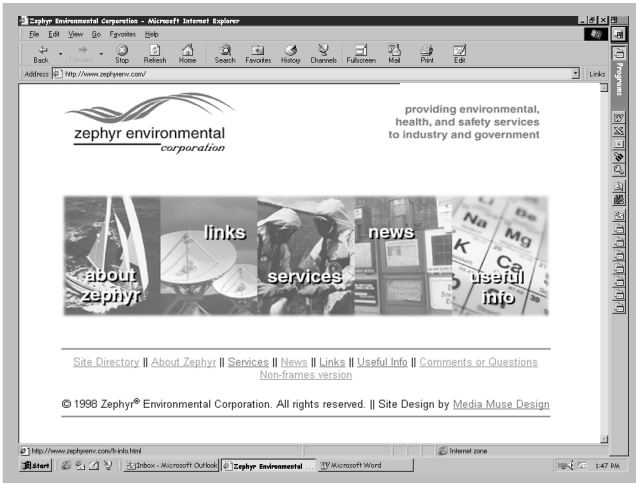 Zephyr Environmental Corporation - Microsoft Internet Explorer
File Edit View Go Favorites Help
Back Forward Stop Refresh Home Search Favorites History Channels Fullscreen Mail Print Edit
Address http://www.zephyrenv.com/ Links
Programs
zephyr environmental
corporation
providing environmental,
health, and safety services
to industry and government
about
zephyr
links
services
news
useful
info
Li Be
Na Mg
K Ca
Site Directory || About Zephyr || Services || News || Links || Useful Info || Comments or Questions
Non-frames version
© 1998 Zephyr® Environmental Corporation. All rights reserved. || Site Design by Media Muse Design
http://www.zephyrenv.com/fr-info.html Internet zone
Start Inbox - Microsoft Outlook Zephyr Environmental ... Microsoft Word 1:47 PM